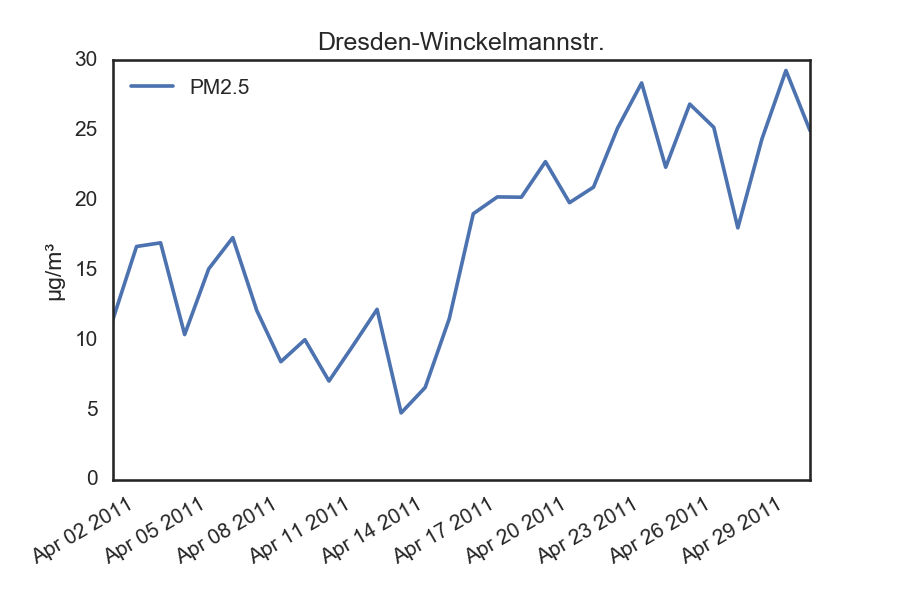 Dresden-Winckelmannstr.
30
PM2.5
25
20
15
µg/m³
10
5
0
Apr 02 2011
Apr 05 2011
Apr 08 2011
Apr 11 2011
Apr 14 2011
Apr 17 2011
Apr 20 2011
Apr 23 2011
Apr 26 2011
Apr 29 2011